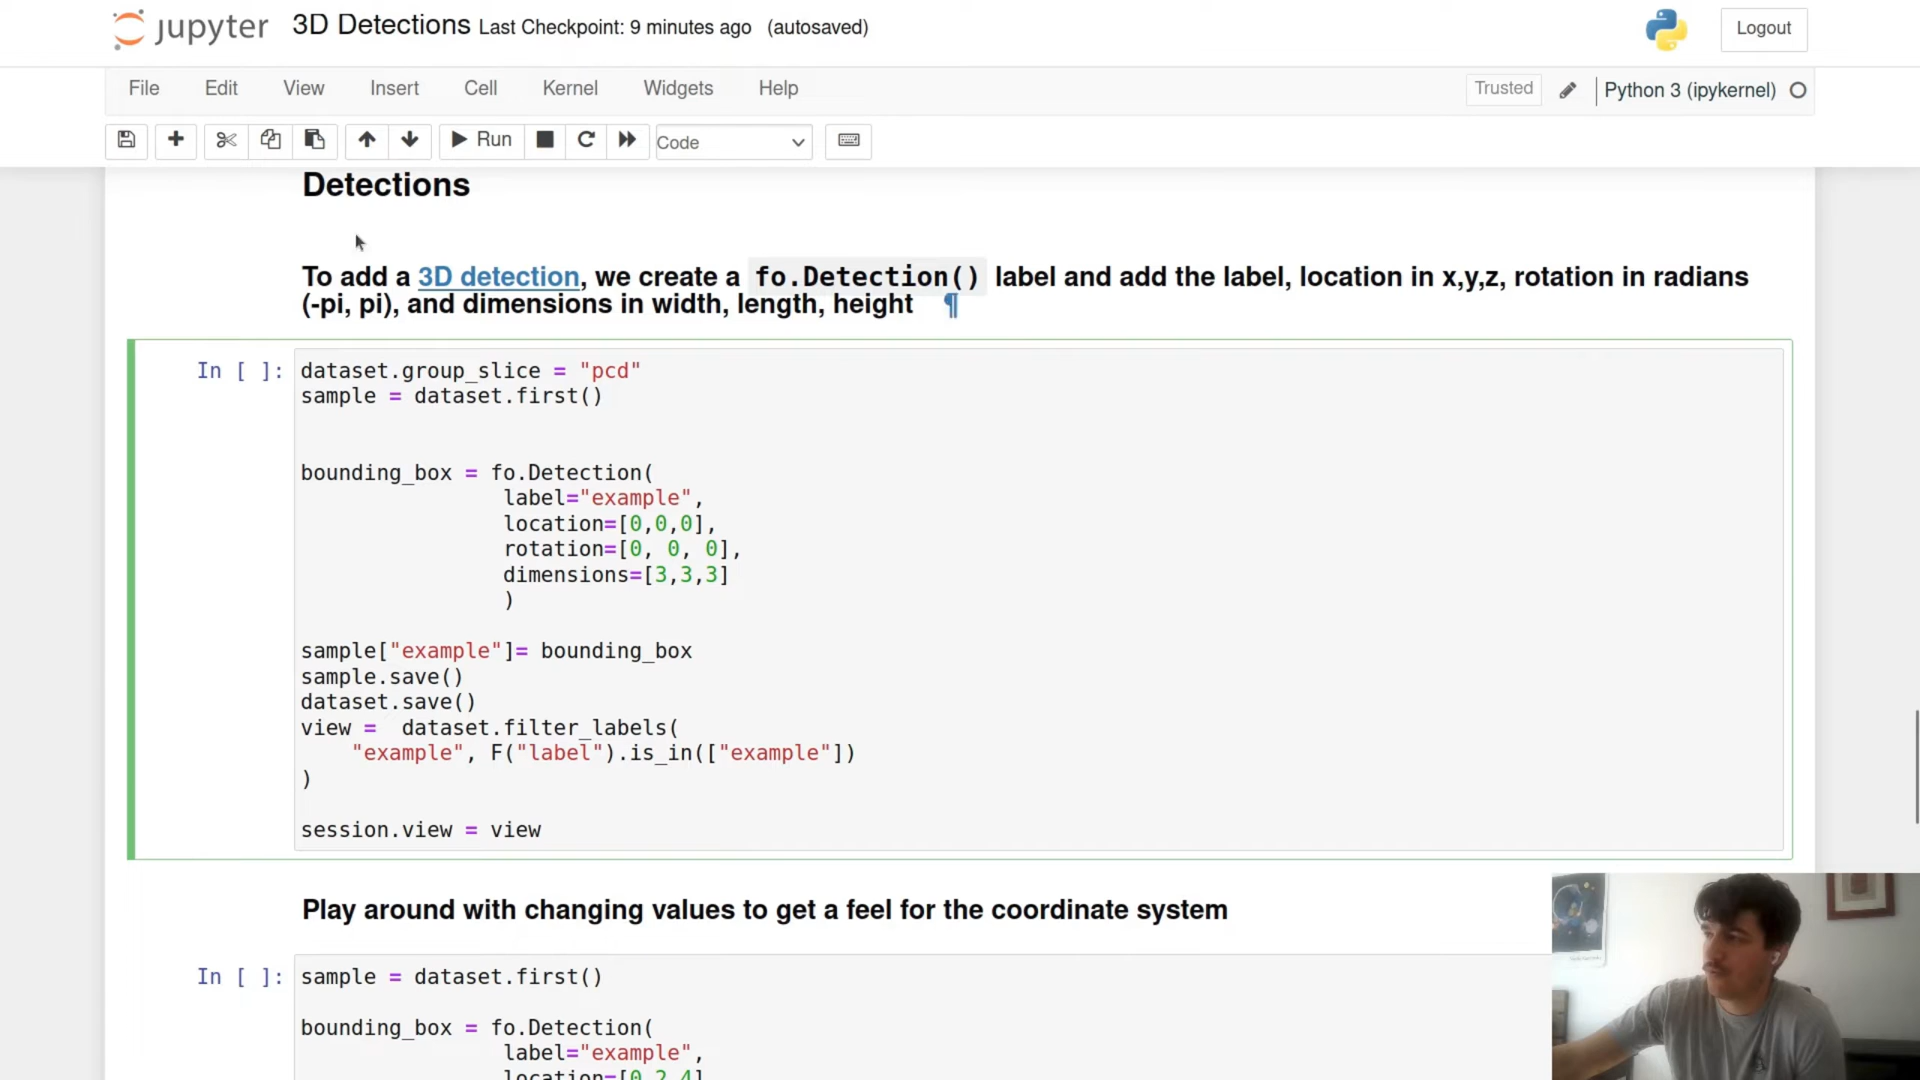 jupyter 3D Detections Last Checkpoint: 9 minutes ago (autosaved) Logout
File Edit View Insert Cell Kernel Widgets Help Trusted Python 3 (ipykernel)
Run Code
Detections
To add a 3D detection, we create a fo.Detection() label and add the label, location in x,y,z, rotation in radians
(-pi, pi), and dimensions in width, length, height ¶
In [ ]: dataset.group_slice = "pcd"
sample = dataset.first()
bounding_box = fo.Detection(
label="example",
location=[0,0,0],
rotation=[0, 0, 0],
dimensions=[3,3,3]
)
sample["example"]= bounding_box
sample.save()
dataset.save()
view =  dataset.filter_labels(
"example", F("label").is_in(["example"])
)
session.view = view
Play around with changing values to get a feel for the coordinate system
In [ ]: sample = dataset.first()
bounding_box = fo.Detection(
label="example",
location=[0,2,4]